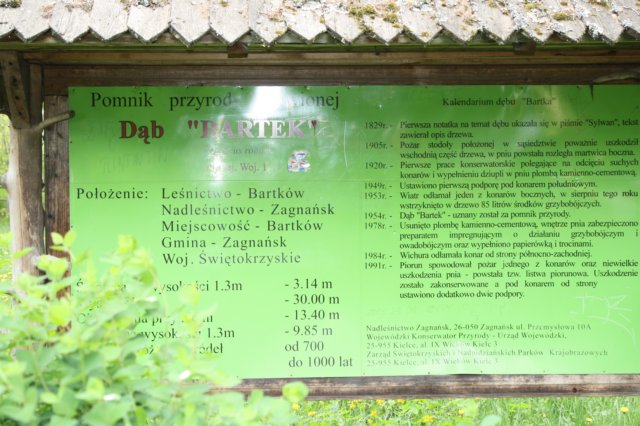 Pomnik przyrody
Dąb "BARTEK"
Woj. 1
Położenie: Leśnictwo - Bartków
Nadleśnictwo - Zagnańsk
Miejscowość - Bartków
Gmina - Zagnańsk
Woj. Świętokrzyskie
1.3m - 3.14 m
- 30.00 m
- 13.40 m
1.3m - 9.85 m
od 700
do 1000 lat
Kalendarium dębu "Bartka"
1829r. - Pierwsza notatka na temat dębu ukazała się w piśmie "Sylwan", tekst
zawierał opis drzewa.
1905r. - Pożar stodoły położonej w sąsiedztwie poważnie uszkodził
wschodnią część drzewa, w pniu powstała rozległa martwica boczna.
1920r. - Pierwsze prace konserwatorskie polegające na odcięciu suchych
konarów i wypełnieniu dziupli w pniu plombą kamienno-cementową.
1949r. - Ustawiono pierwszą podporę pod konarem południowym.
1953r. - Wiatr odłamał jeden z konarów bocznych, w sierpniu tego roku
wstrzyknięto w drzewo 85 litrów środka grzybobójczych.
1954r. - Dąb "Bartek" - uznany został za pomnik przyrody.
1978r. - Usunięto plombę kamienno-cementową, wnętrze pnia zabezpieczono
preparatem impregnującym o działaniu grzybobójczym i
owadobójczym oraz wypełniono papierówką i trocinami.
1984r. - Wichura odłamała konar od strony północno-zachodniej.
1991r. - Piorun spowodował pożar jednego z konarów oraz niewielkie
uszkodzenia pnia - powstała tzw. listwa piorunowa. Uszkodzenie
zostało zakonserwowane a pod konarem od strony
ustawiono dodatkowo dwie podpory.
Nadleśnictwo Zagnańsk, 26-050 Zagnańsk ul. Przemysłowa 10A
Wojewódzki Konserwator Przyrody - Urząd Wojewódzki,
25-955 Kielce, al. IX Wieków Kielc 3
Zarząd Świętokrzyskich i Nadnidziańskich Parków Krajobrazowych
25-955 Kielce, al. IX Wieków Kielc 3